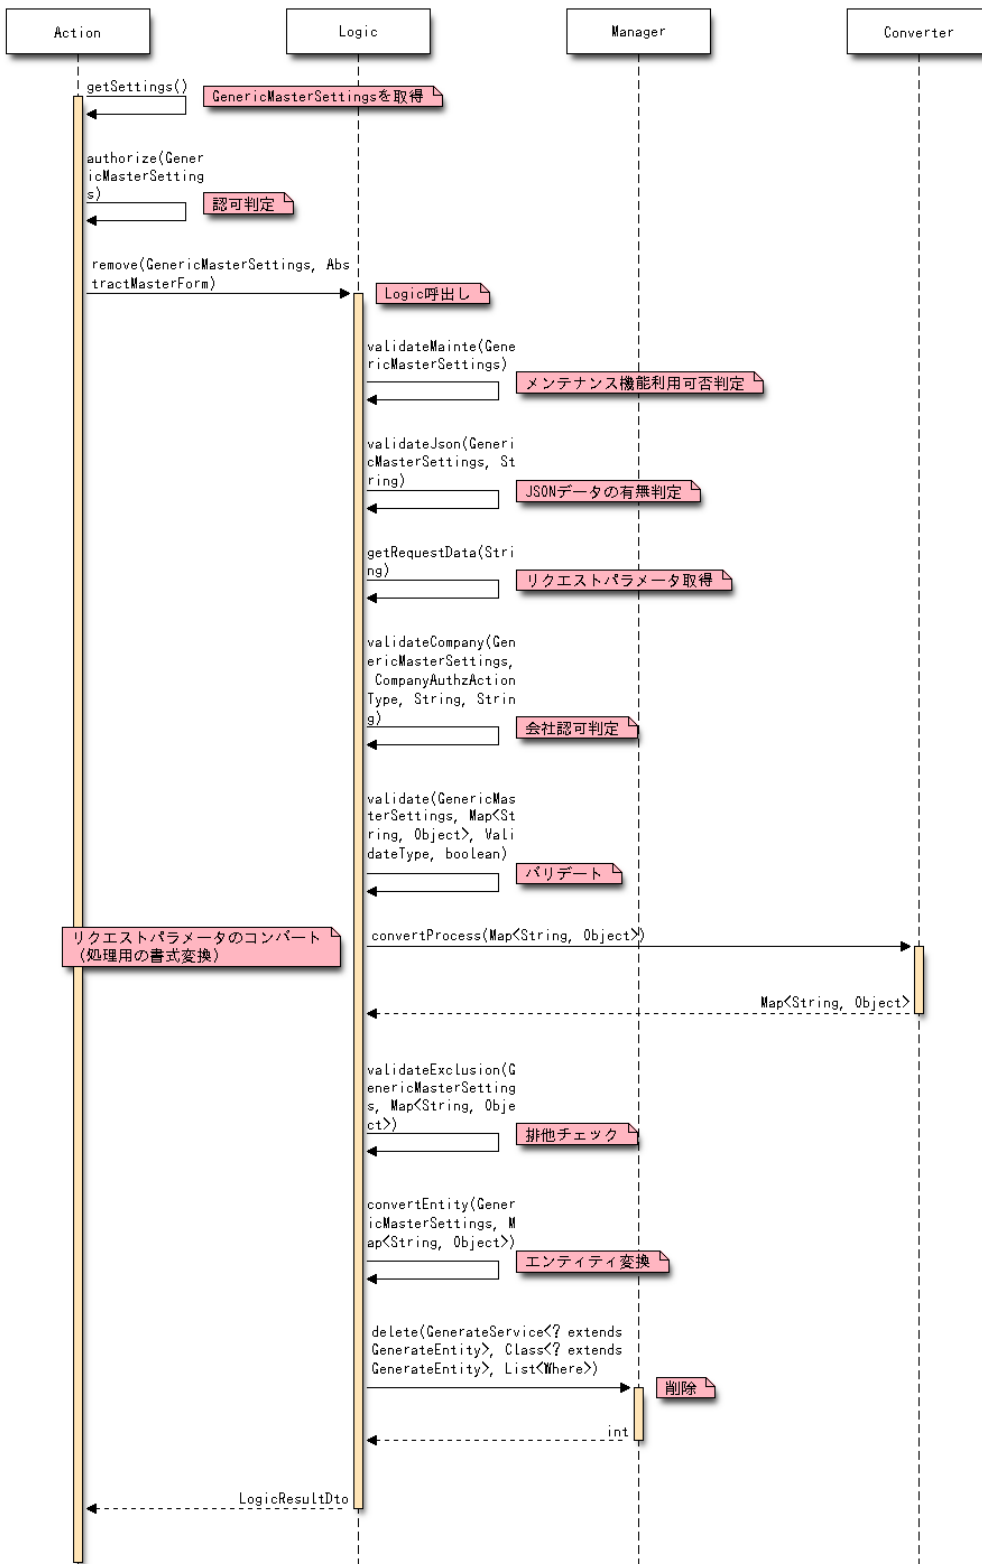 Action
Logic
Manager
Converter
getSettings()
GenericMasterSettingsを取得
authorize(Gener
icMasterSetting
s)
認可判定
remove(GenericMasterSettings, Abs
tractMasterForm)
Logic呼出し
validateMainte(Gene
ricMasterSettings)
メンテナンス機能利用可否判定
validateJson(Generi
cMasterSettings, St
ring)
JSONデータの有無判定
getRequestData(Stri
ng)
リクエストパラメータ取得
validateCompany(Gen
ericMasterSettings,
CompanyAuthzAction
Type, String, Strin
g)
会社認可判定
validate(GenericMas
terSettings, Map<St
ring, Object>, Vali
dateType, boolean)
バリデート
リクエストパラメータのコンバート
（処理用の書式変換）
convertProcess(Map<String, Object>)
Map<String, Object>
validateExclusion(G
enericMasterSetting
s, Map<String, Obje
ct>)
排他チェック
convertEntity(Gener
icMasterSettings, M
ap<String, Object>)
エンティティ変換
delete(GenerateService<? extends
GenerateEntity>, Class<? extends
GenerateEntity>, List<Where>)
削除
int
LogicResultDto